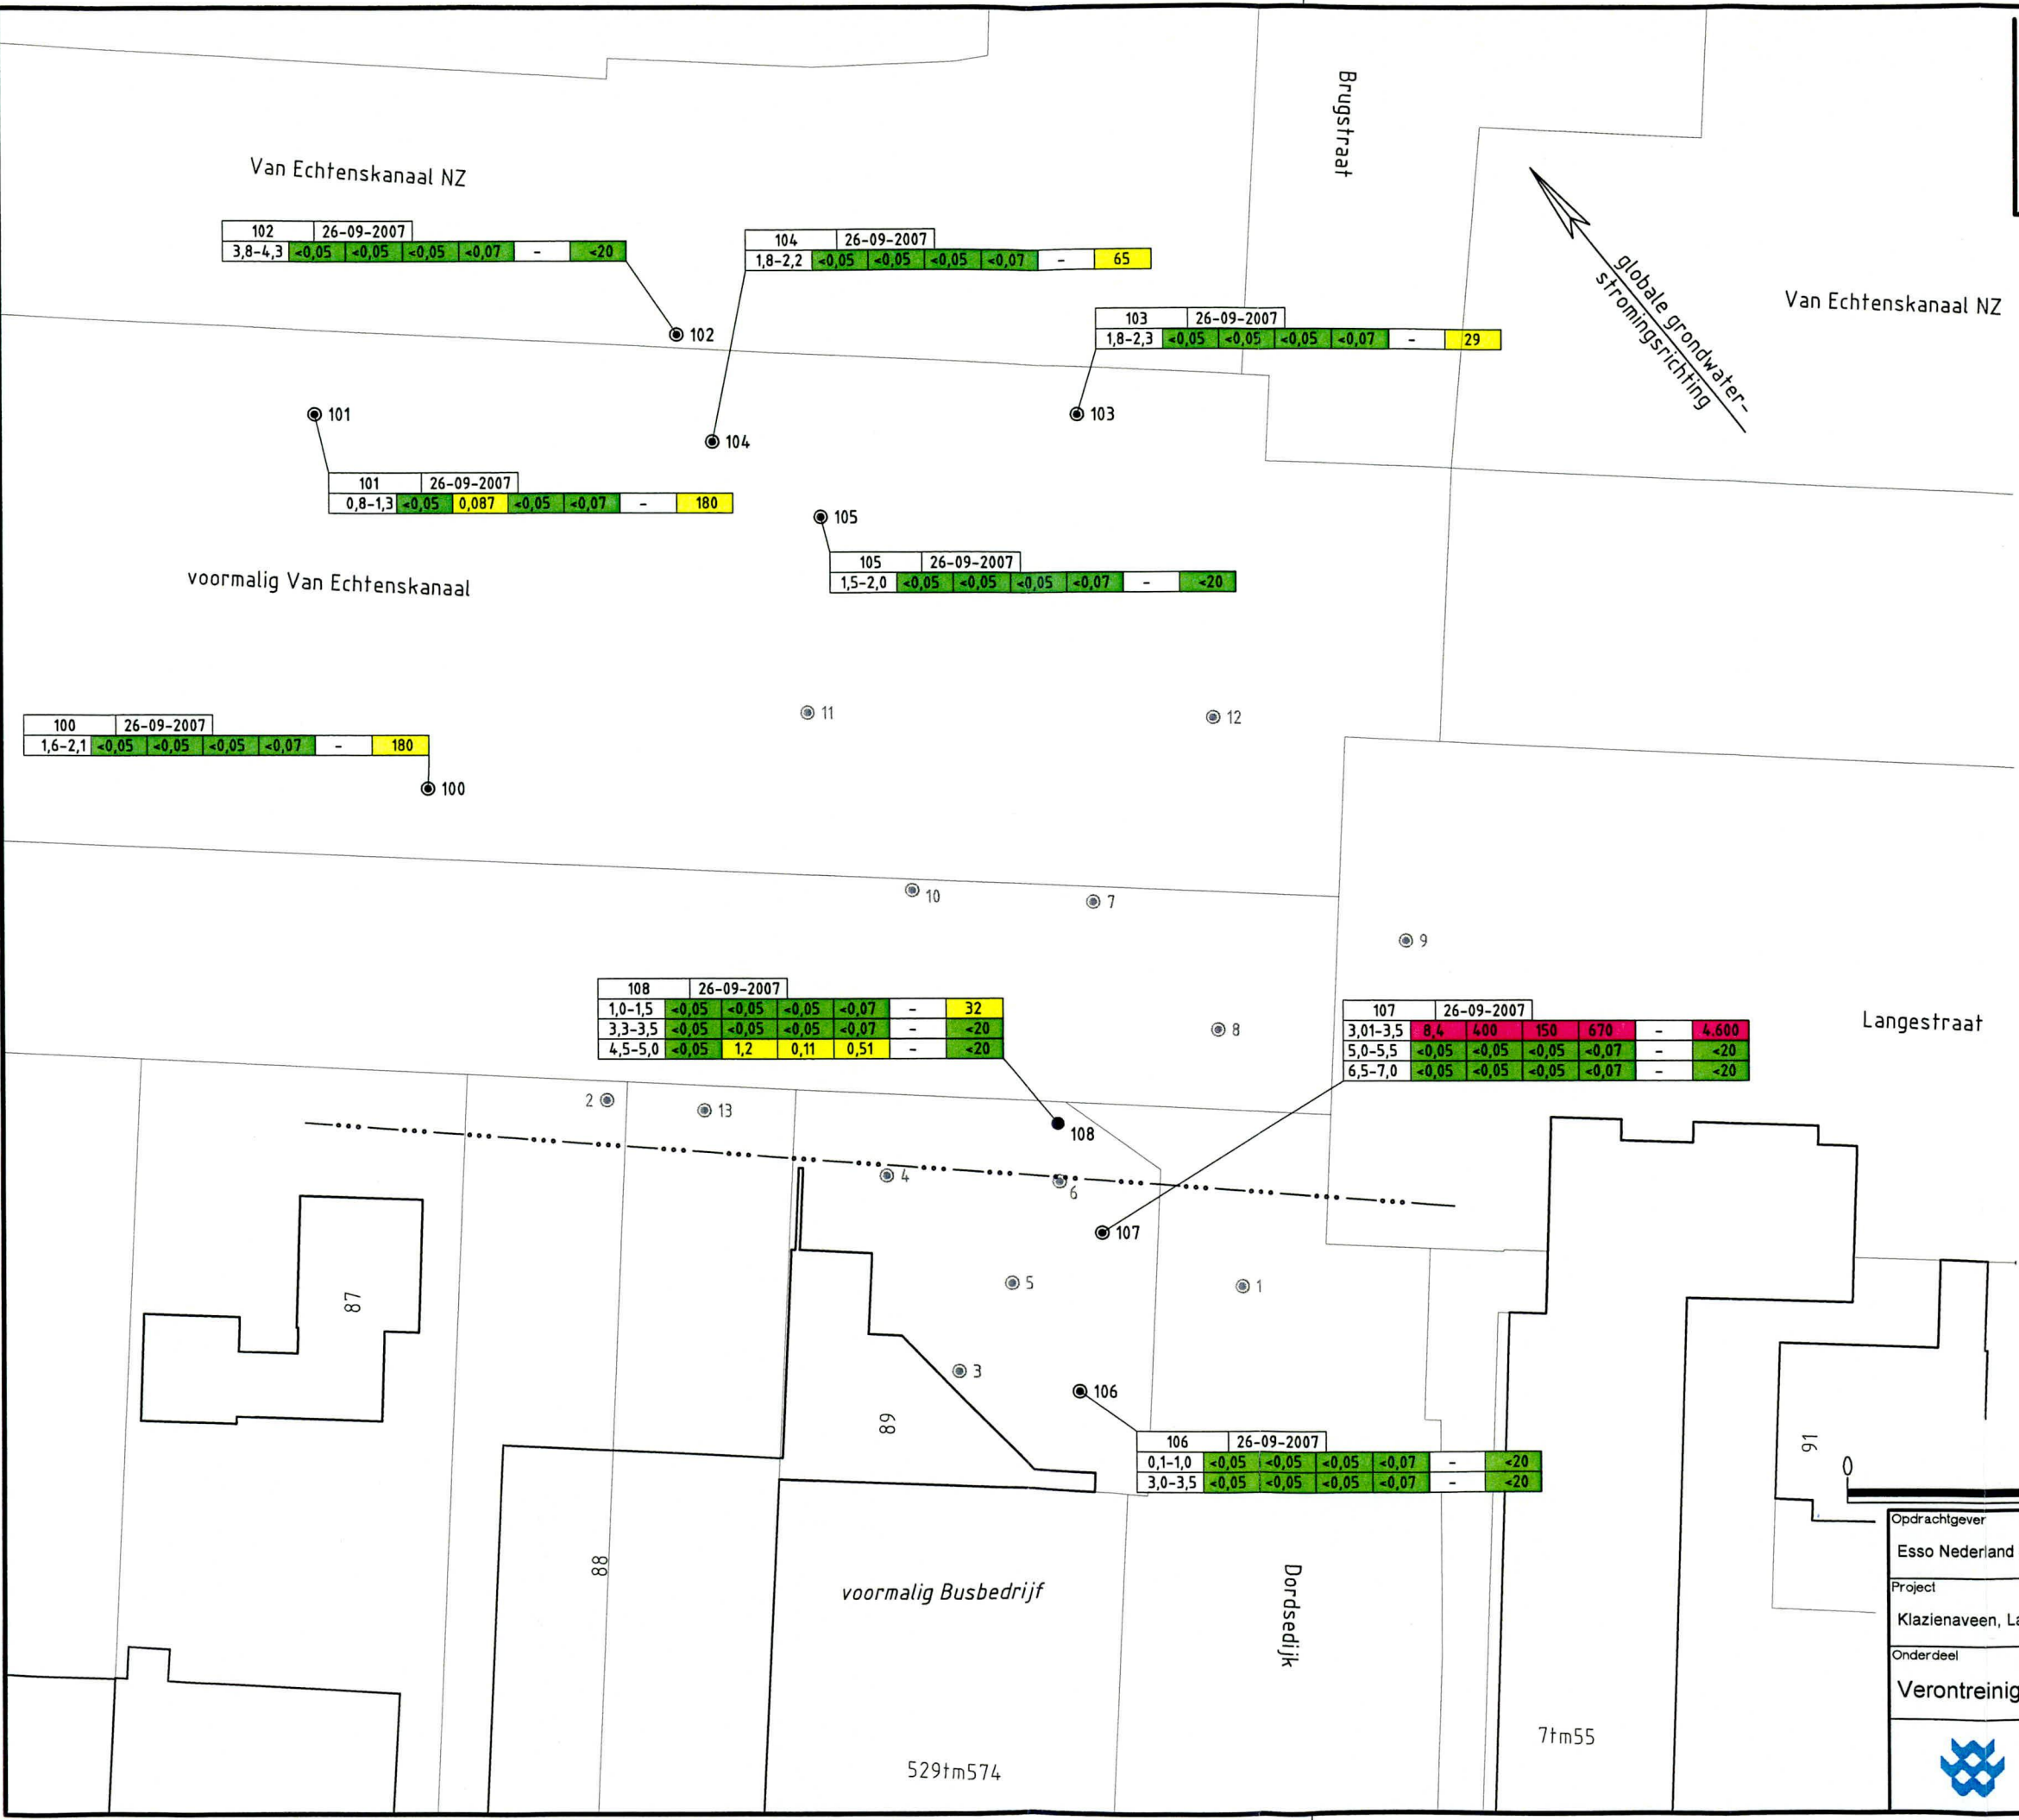 Brugstraat
Van Echtenskanaal NZ
102 26-09-2007
3,8-4,3 <0,05 <0,05 <0,05 <0,07 - <20
104 26-09-2007
1,8-2,2 <0,05 <0,05 <0,05 <0,07 - 65
globale grondwater-
stromingsrichting
Van Echtenskanaal NZ
103 26-09-2007
1,8-2,3 <0,05 <0,05 <0,05 <0,07 - 29
102
101
104
103
101 26-09-2007
0,8-1,3 <0,05 0,087 <0,05 <0,07 - 180
105
105 26-09-2007
1,5-2,0 <0,05 <0,05 <0,05 <0,07 - <20
voormalig Van Echtenskanaal
11
12
100 26-09-2007
1,6-2,1 <0,05 <0,05 <0,05 <0,07 - 180
100
10
7
9
108 26-09-2007
1,0-1,5 <0,05 <0,05 <0,05 <0,07 - 32
3,3-3,5 <0,05 <0,05 <0,05 <0,07 - <20
4,5-5,0 <0,05 1,2 0,11 0,51 - <20
8
107 26-09-2007
3,01-3,5 8,4 400 150 670 - 4.600
5,0-5,5 <0,05 <0,05 <0,05 <0,07 - <20
6,5-7,0 <0,05 <0,05 <0,05 <0,07 - <20
Langestraat
2
13
108
4
6
107
5
1
87
3
106
89
106 26-09-2007
0,1-1,0 <0,05 <0,05 <0,05 <0,07 - <20
3,0-3,5 <0,05 <0,05 <0,05 <0,07 - <20
91
0
88
voormalig Busbedrijf
Dordsedijk
Opdrachtgever
Esso Nederland
Project
Klazienaveen, La
Onderdeel
Verontreinig
7tm55
529tm574